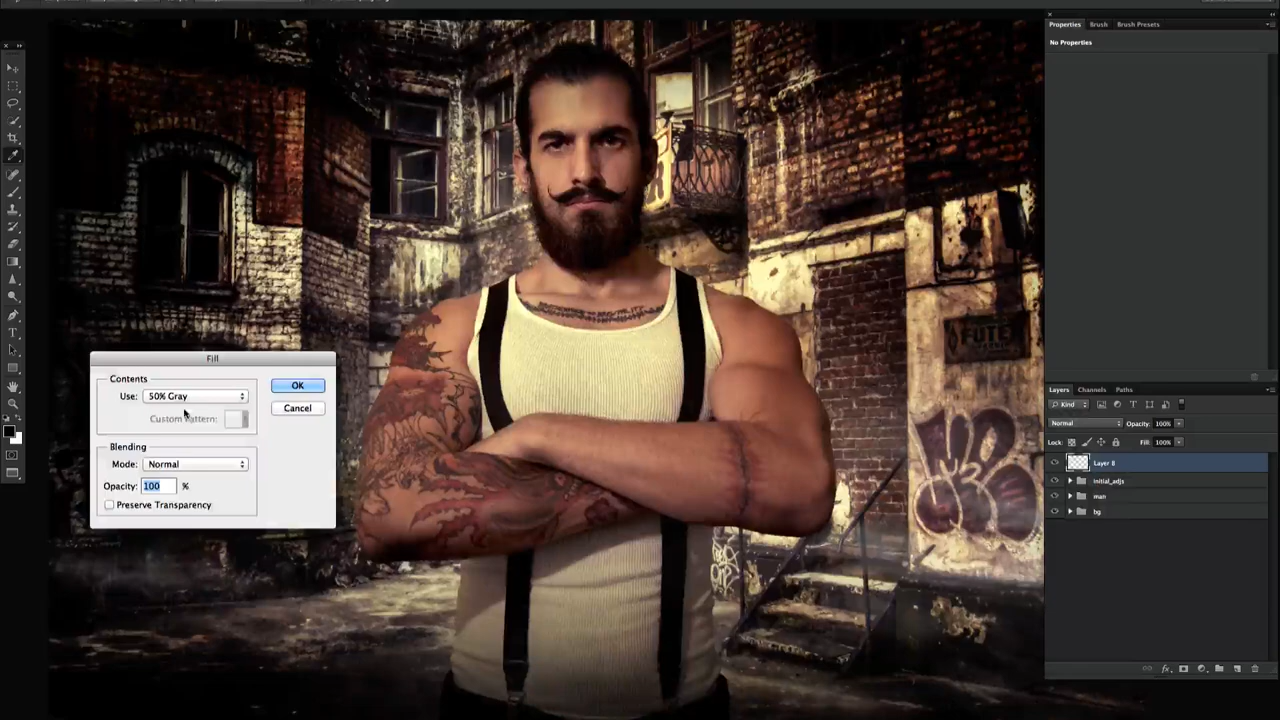 Properties Brush Brush Presets
No Properties
Fill
Contents
Use: 50% Gray
OK
Custom Pattern:
Cancel
Blending
Mode: Normal
Opacity: 100 %
Preserve Transparency
Layers Channels Paths
Kind
Normal Opacity: 100%
Lock: Fill: 100%
Layer 8
initial_adjs
man
bg
FUTE